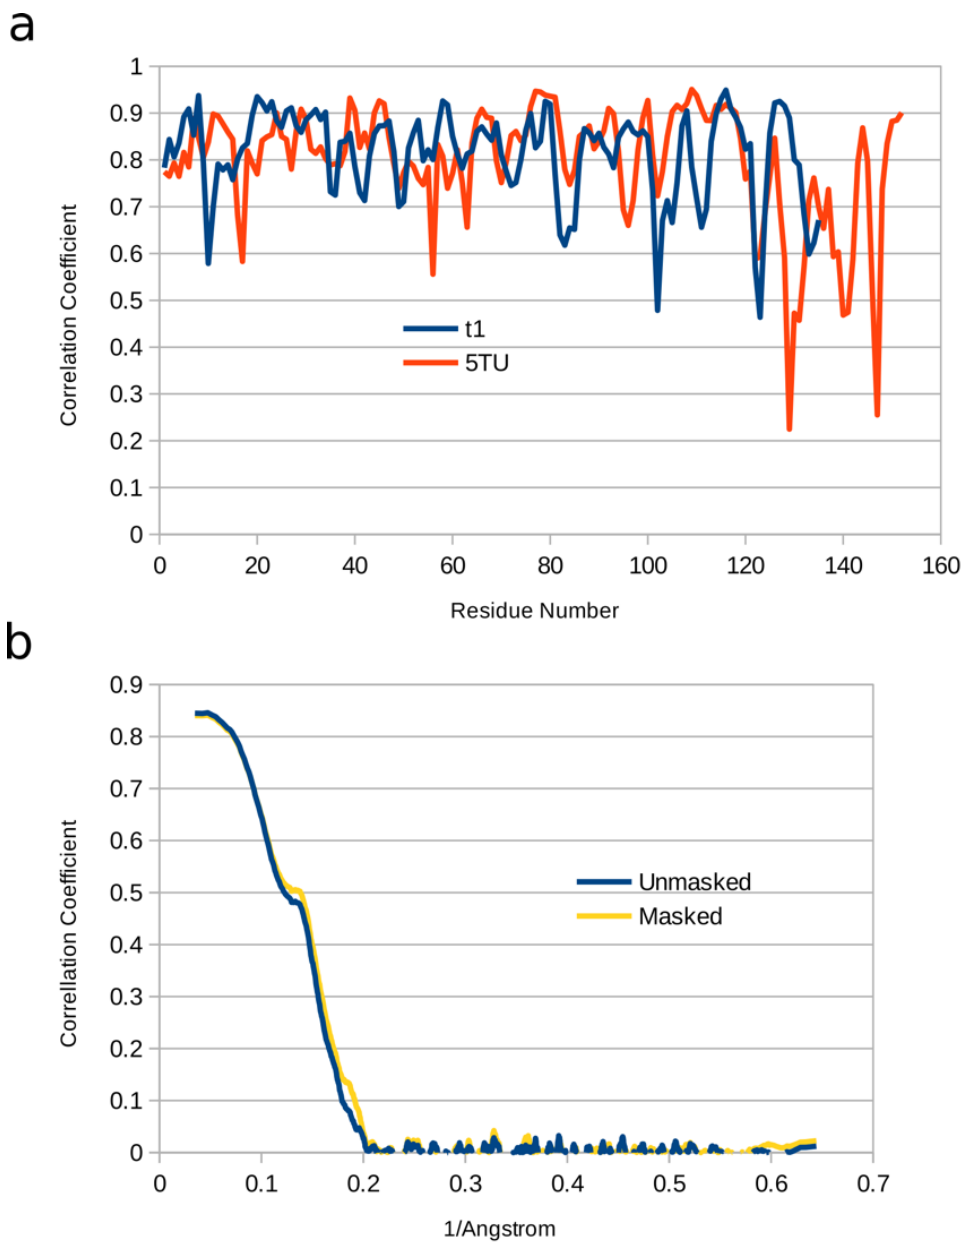 a
1
0.9
0.8
0.7
0.6
0.5
0.4
0.3
0.2
0.1
0
Correlation Coefficient
t1
5TU
0 20 40 60 80 100 120 140 160
Residue Number
b
0.9
0.8
0.7
0.6
0.5
0.4
0.3
0.2
0.1
0
Correllation Coefficient
Unmasked
Masked
0 0.1 0.2 0.3 0.4 0.5 0.6 0.7
1/Angstrom